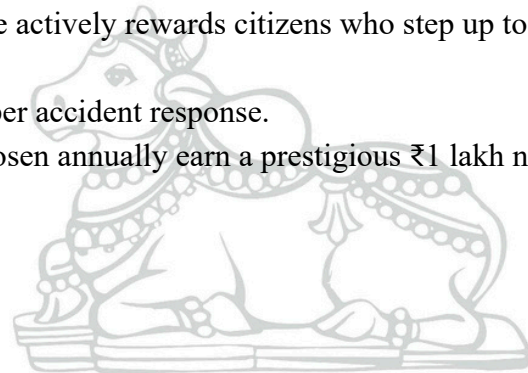 e actively rewards citizens who step up to
per accident response.
osen annually earn a prestigious ₹1 lakh n